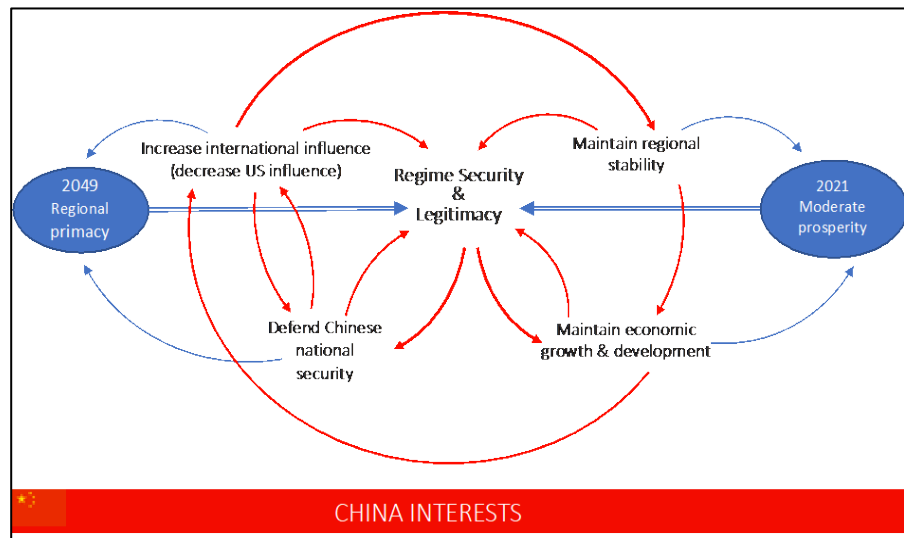 Increase international influence
(decrease US influence)
Maintain regional
stability
Regime Security
&
Legitimacy
2049
Regional
primacy
2021
Moderate
prosperity
Defend Chinese
national
security
Maintain economic
growth & development
CHINA INTERESTS